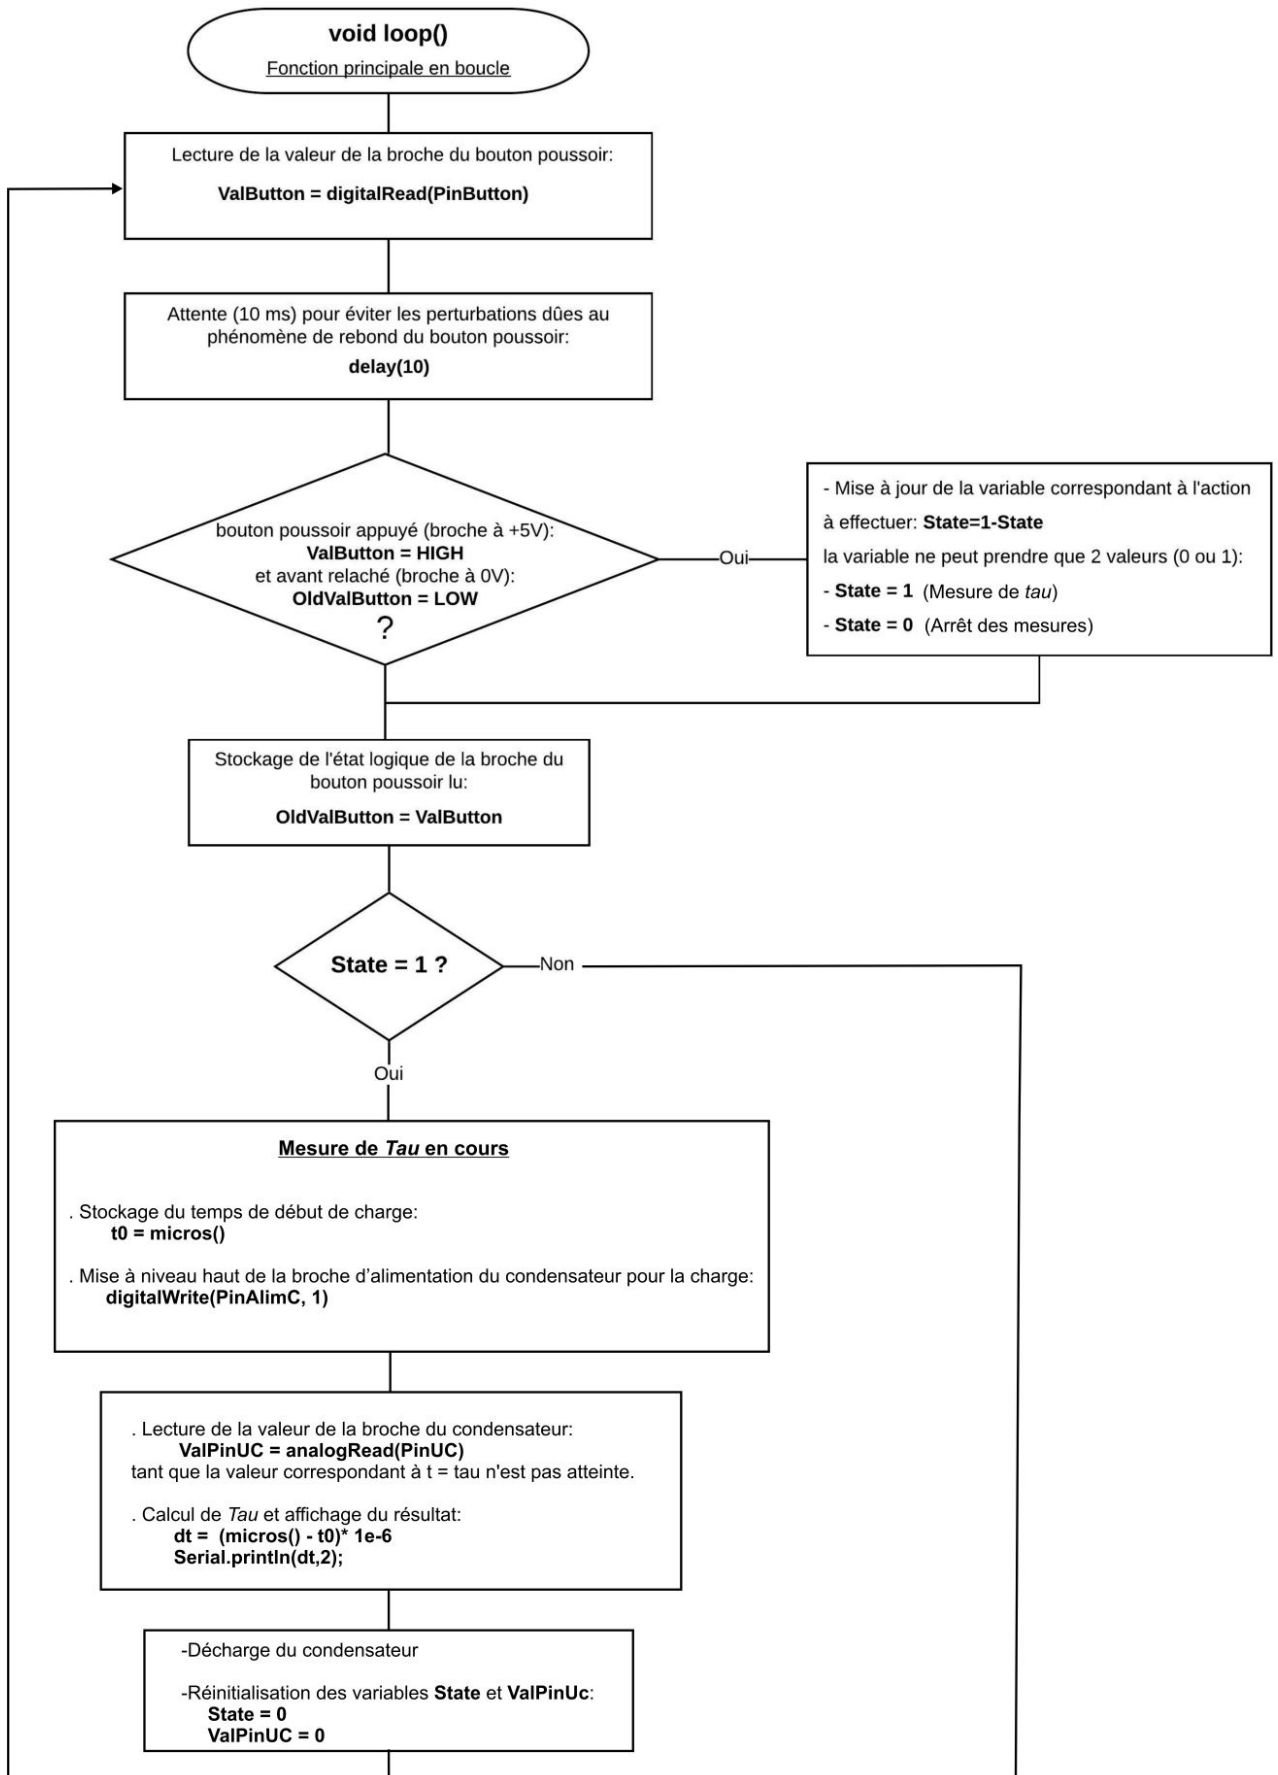 void loop()
Fonction principale en boucle
Lecture de la valeur de la broche du bouton poussoir:
ValButton = digitalRead(PinButton)
Attente (10 ms) pour éviter les perturbations dûes au
phénomène de rebond du bouton poussoir:
delay(10)
bouton poussoir appuyé (broche à +5V):
ValButton = HIGH
et avant relaché (broche à 0V):
OldValButton = LOW
?
Oui
- Mise à jour de la variable correspondant à l'action
à effectuer: State=1-State
la variable ne peut prendre que 2 valeurs (0 ou 1):
- State = 1 (Mesure de tau)
- State = 0 (Arrêt des mesures)
Stockage de l'état logique de la broche du
bouton poussoir lu:
OldValButton = ValButton
State = 1 ?
Non
Oui
Mesure de Tau en cours
. Stockage du temps de début de charge:
t0 = micros()
. Mise à niveau haut de la broche d’alimentation du condensateur pour la charge:
digitalWrite(PinAlimC, 1)
. Lecture de la valeur de la broche du condensateur:
ValPinUC = analogRead(PinUC)
tant que la valeur correspondant à t = tau n'est pas atteinte.
. Calcul de Tau et affichage du résultat:
dt = (micros() - t0)* 1e-6
Serial.println(dt,2);
-Décharge du condensateur
-Réinitialisation des variables State et ValPinUc:
State = 0
ValPinUC = 0